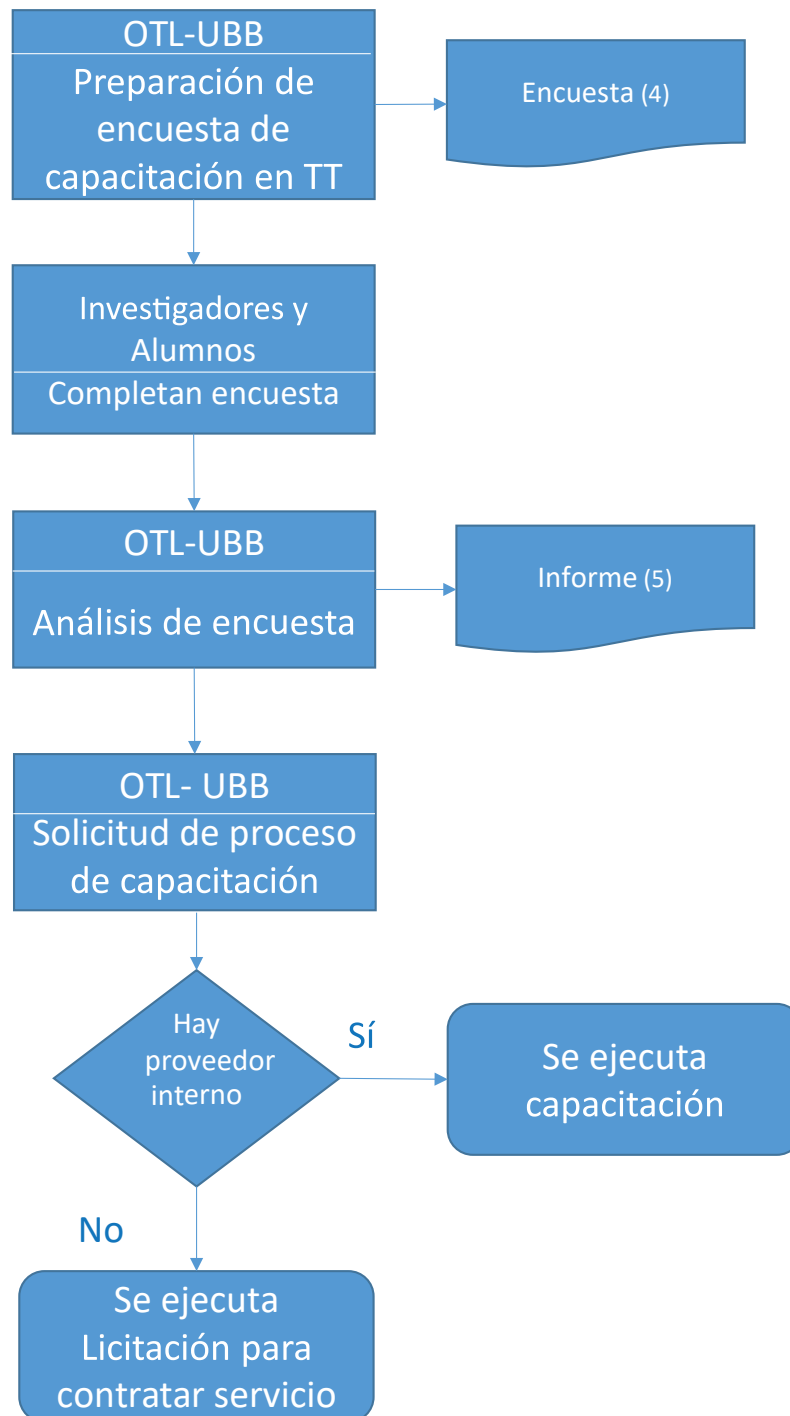 OTL-UBB
Preparación de
encuesta de
capacitación en TT
Encuesta (4)
Investigadores y
Alumnos
Completan encuesta
OTL-UBB
Análisis de encuesta
Informe (5)
OTL- UBB
Solicitud de proceso
de capacitación
Hay
proveedor
interno
Sí
Se ejecuta
capacitación
No
Se ejecuta
Licitación para
contratar servicio